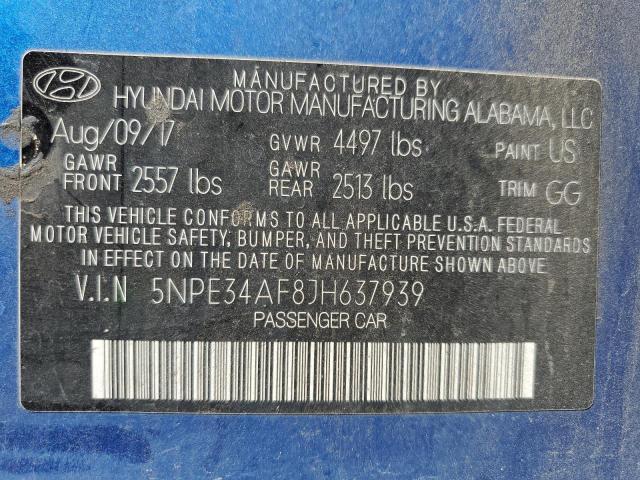 MANUFACTURED BY
HYUNDAI MOTOR MANUFACTURING ALABAMA, LLC
Aug/09/17 GVWR 4497 lbs PAINT US
GAWR FRONT 2557 lbs GAWR REAR 2513 lbs TRIM GG
THIS VEHICLE CONFORMS TO ALL APPLICABLE U.S.A. FEDERAL
MOTOR VEHICLE SAFETY, BUMPER, AND THEFT PREVENTION STANDARDS
IN EFFECT ON THE DATE OF MANUFACTURE SHOWN ABOVE.
V.I.N 5NPE34AF8JH637939
PASSENGER CAR